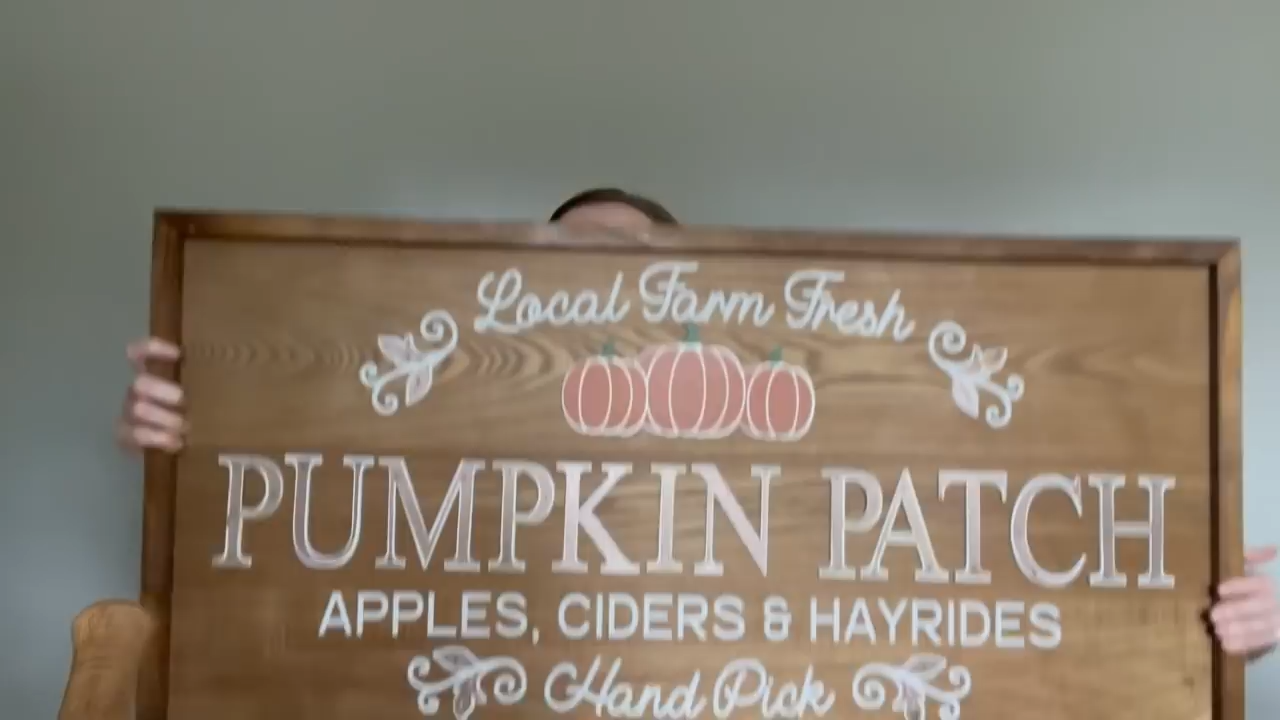 Local Farm Fresh
PUMPKIN PATCH
APPLES, CIDERS & HAYRIDES
Hand Pick